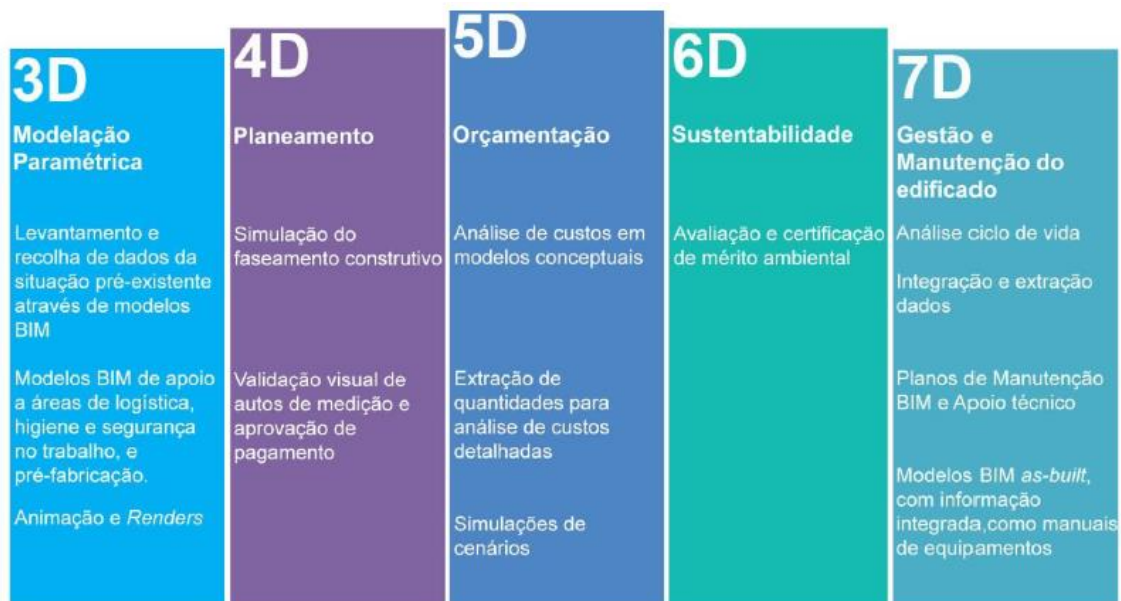 3D
Modelação
Paramétrica
Levantamento e
recolha de dados da
situação pré-existente
através de modelos
BIM
Modelos BIM de apoio
a áreas de logística,
higiene e segurança
no trabalho, e
pré-fabricação.
Animação e Renders
4D
Planeamento
Simulação do
faseamento construtivo
Validação visual de
autos de medição e
aprovação de
pagamento
5D
Orçamentação
Análise de custos em
modelos conceptuais
Extração de
quantidades para
análise de custos
detalhadas
Simulações de
cenários
6D
Sustentabilidade
Avaliação e certificação
de mérito ambiental
7D
Gestão e
Manutenção do
edificado
Análise ciclo de vida
Integração e extração
dados
Planos de Manutenção
BIM e Apoio técnico
Modelos BIM as-built,
com informação
integrada,como manuais
de equipamentos